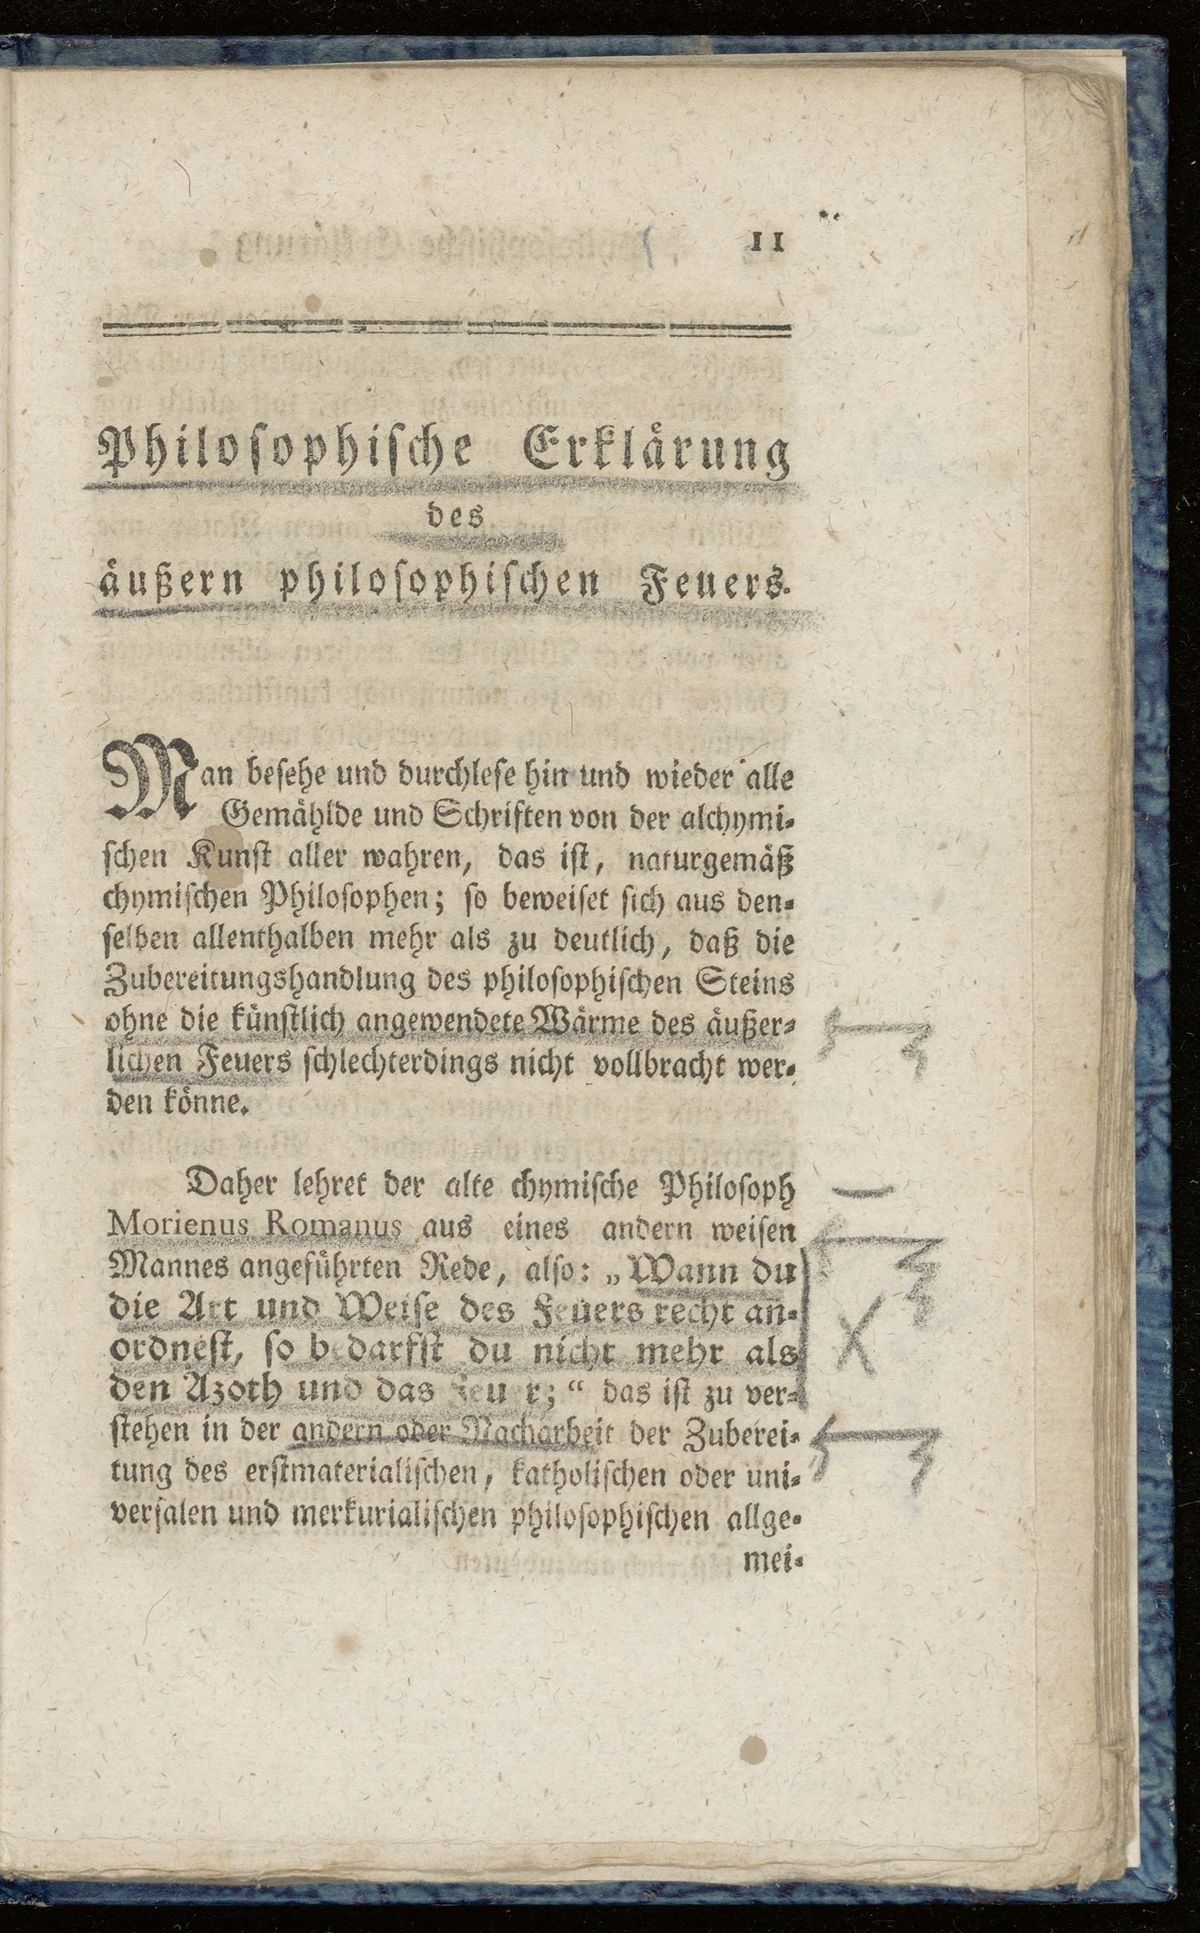 11
Philosophische Erklärung
des
äußern philosophischen Feuers.
Man besehe und durchlese hin und wieder alle
Gemählde und Schriften von der alchymi-
schen Kunst aller wahren, das ist, naturgemäß
chymischen Philosophen; so beweiset sich aus den-
selben allenthalben mehr als zu deutlich, daß die
Zubereitungshandlung des philosophischen Steins
ohne die künstlich angewendete Wärme des äußer-
lichen Feuers schlechterdings nicht vollbracht wer-
den könne.
Daher lehret der alte chymische Philosoph
Morienus Romanus aus eines andern weisen
Mannes angeführten Rede, also: „Wann du
die Art und Weise des Feuers recht an-
ordnest, so bedarfst du nicht mehr als
den Azoth und das Feuer;“ das ist zu ver-
stehen in der andern oder Nacharbeit der Zuberei-
tung des erstmaterialischen, katholischen oder uni-
versalen und merkurialischen philosophischen allge-
mei-